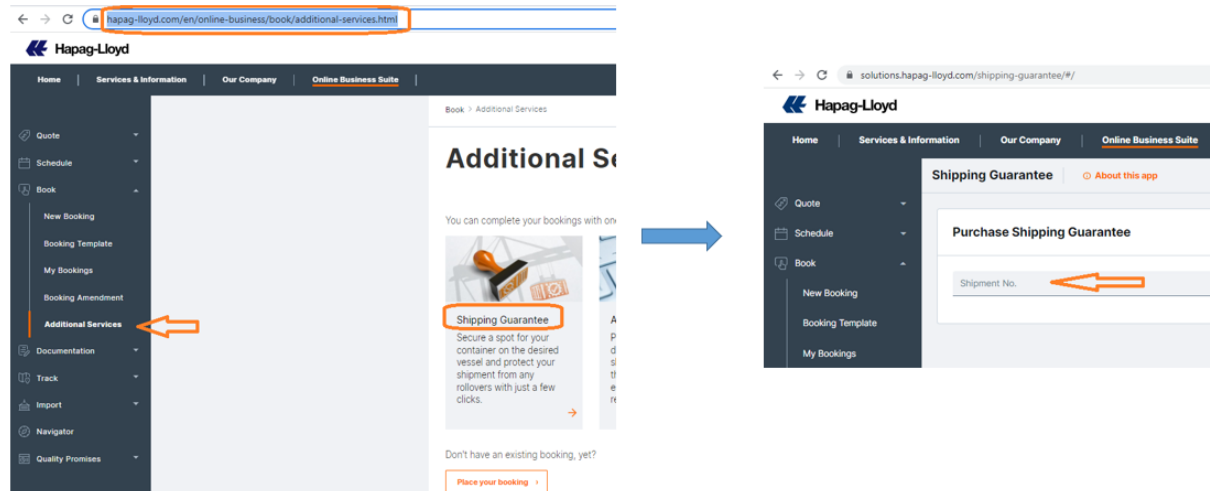 hapag-lloyd.com/en/online-business/book/additional-services.html
Hapag-Lloyd
Home
Services & Information
Our Company
Online Business Suite
Quote
Schedule
Book
New Booking
Booking Template
My Bookings
Booking Amendment
Additional Services
Documentation
Track
Import
Navigator
Quality Promises
Book > Additional Services
Additional Se
You can complete your bookings with one
Shipping Guarantee
Secure a spot for your
container on the desired
vessel and protect your
shipment from any
rollovers with just a few
clicks.
Don't have an existing booking, yet?
Place your booking
solutions.hapag-lloyd.com/shipping-guarantee/#/
Hapag-Lloyd
Home
Services & Information
Our Company
Online Business Suite
Quote
Schedule
Book
New Booking
Booking Template
My Bookings
Shipping Guarantee
About this app
Purchase Shipping Guarantee
Shipment No.